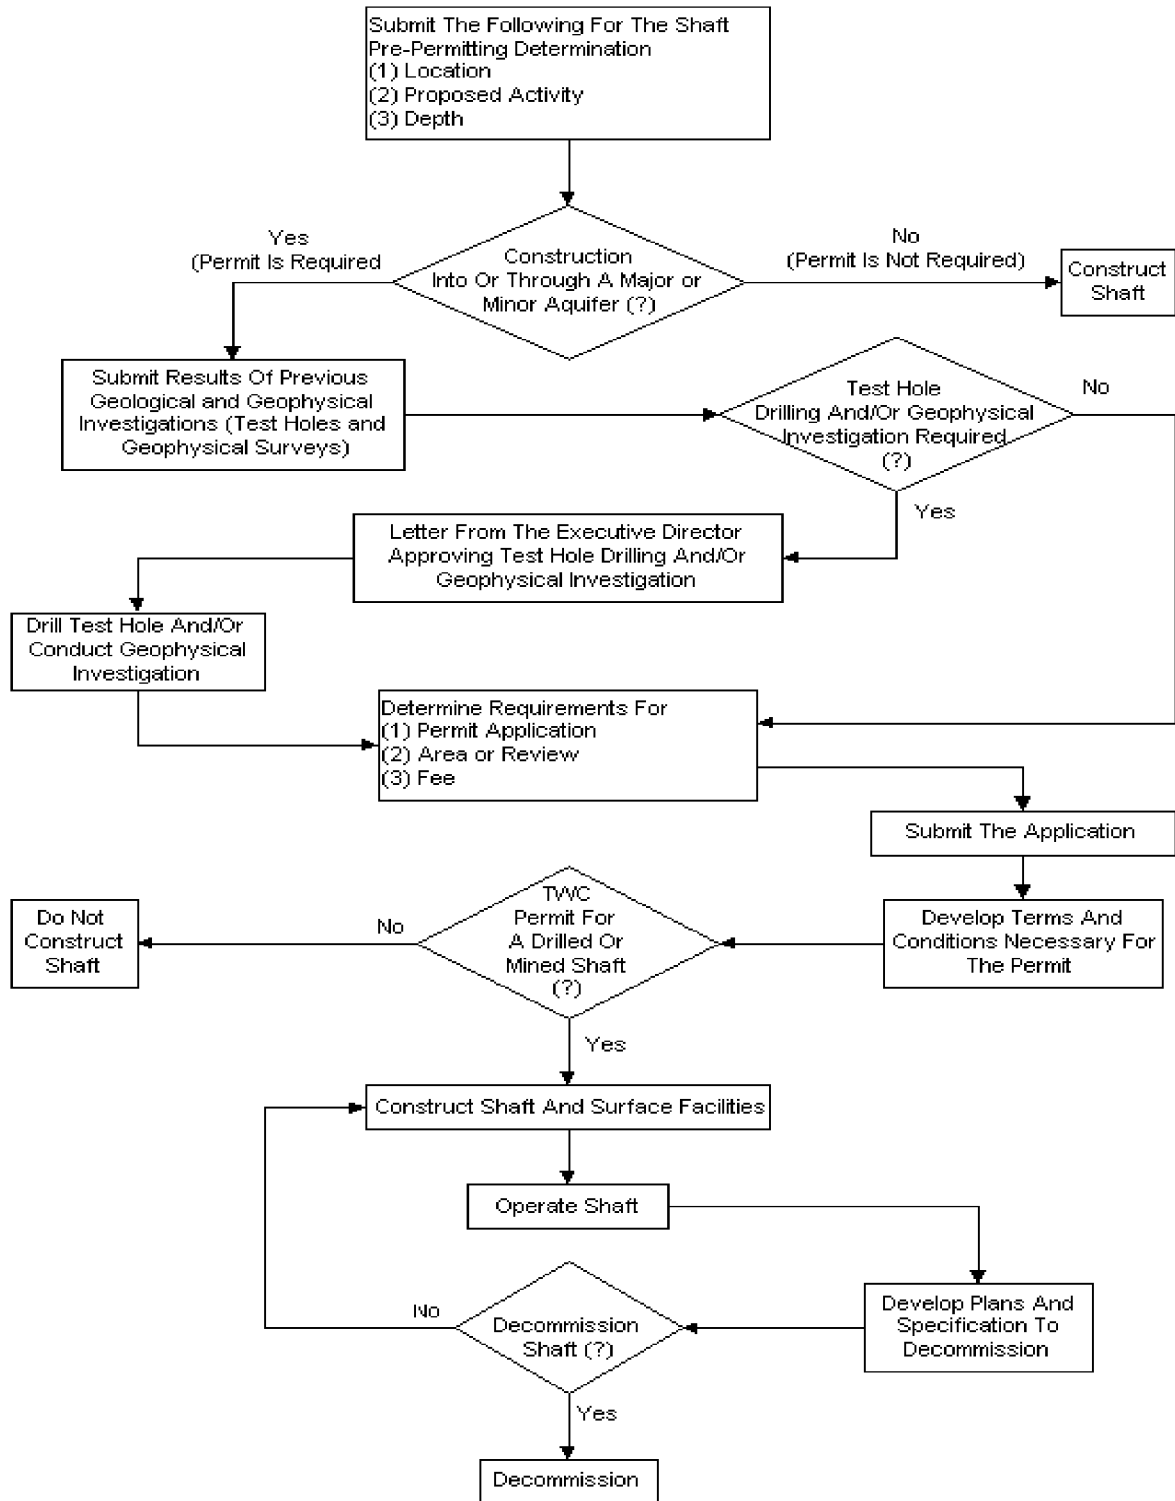 Submit The Following For The Shaft
Pre-Permitting Determination
(1) Location
(2) Proposed Activity
(3) Depth
Yes
(Permit Is Required
Construction
Into Or Through A Major or
Minor Aquifer (?)
No
(Permit Is Not Required)
Construct
Shaft
Submit Results Of Previous
Geological and Geophysical
Investigations (Test Holes and
Geophysical Surveys)
Test Hole
Drilling And/Or Geophysical
Investigation Required
(?)
No
Yes
Letter From The Executive Director
Approving Test Hole Drilling And/Or
Geophysical Investigation
Drill Test Hole And/Or
Conduct Geophysical
Investigation
Determine Requirements For
(1) Permit Application
(2) Area or Review
(3) Fee
Submit The Application
Develop Terms And
Conditions Necessary For
The Permit
TWC
Permit For
A Drilled Or
Mined Shaft
(?)
No
Do Not
Construct
Shaft
Yes
Construct Shaft And Surface Facilities
Operate Shaft
Develop Plans And
Specification To
Decommission
Decommission
Shaft (?)
No
Yes
Decommission